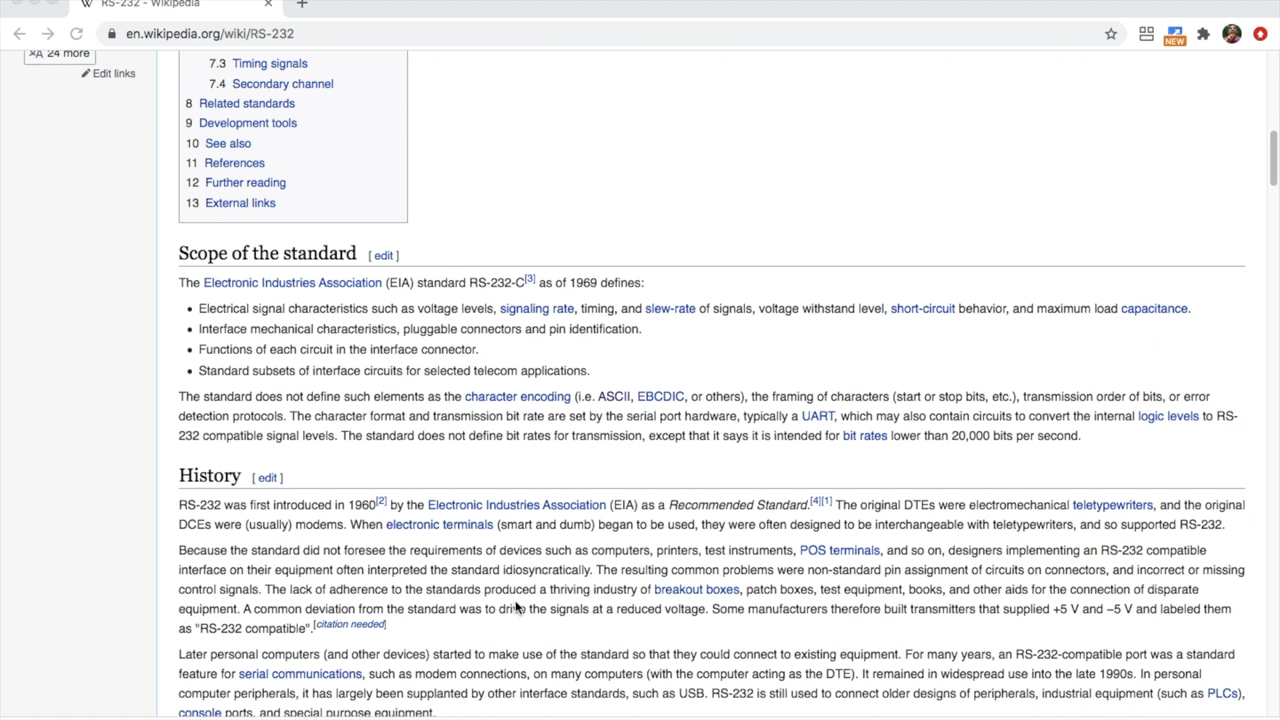 RS-232 - Wikipedia
en.wikipedia.org/wiki/RS-232
NEW
24 more
Edit links
7.3 Timing signals
7.4 Secondary channel
8 Related standards
9 Development tools
10 See also
11 References
12 Further reading
13 External links
Scope of the standard [ edit ]
The Electronic Industries Association (EIA) standard RS-232-C[3] as of 1969 defines:
• Electrical signal characteristics such as voltage levels, signaling rate, timing, and slew-rate of signals, voltage withstand level, short-circuit behavior, and maximum load capacitance.
• Interface mechanical characteristics, pluggable connectors and pin identification.
• Functions of each circuit in the interface connector.
• Standard subsets of interface circuits for selected telecom applications.
The standard does not define such elements as the character encoding (i.e. ASCII, EBCDIC, or others), the framing of characters (start or stop bits, etc.), transmission order of bits, or error
detection protocols. The character format and transmission bit rate are set by the serial port hardware, typically a UART, which may also contain circuits to convert the internal logic levels to RS-
232 compatible signal levels. The standard does not define bit rates for transmission, except that it says it is intended for bit rates lower than 20,000 bits per second.
History [ edit ]
RS-232 was first introduced in 1960[2] by the Electronic Industries Association (EIA) as a Recommended Standard.[4][1] The original DTEs were electromechanical teletypewriters, and the original
DCEs were (usually) modems. When electronic terminals (smart and dumb) began to be used, they were often designed to be interchangeable with teletypewriters, and so supported RS-232.
Because the standard did not foresee the requirements of devices such as computers, printers, test instruments, POS terminals, and so on, designers implementing an RS-232 compatible
interface on their equipment often interpreted the standard idiosyncratically. The resulting common problems were non-standard pin assignment of circuits on connectors, and incorrect or missing
control signals. The lack of adherence to the standards produced a thriving industry of breakout boxes, patch boxes, test equipment, books, and other aids for the connection of disparate
equipment. A common deviation from the standard was to drive the signals at a reduced voltage. Some manufacturers therefore built transmitters that supplied +5 V and −5 V and labeled them
as "RS-232 compatible".[citation needed]
Later personal computers (and other devices) started to make use of the standard so that they could connect to existing equipment. For many years, an RS-232-compatible port was a standard
feature for serial communications, such as modem connections, on many computers (with the computer acting as the DTE). It remained in widespread use into the late 1990s. In personal
computer peripherals, it has largely been supplanted by other interface standards, such as USB. RS-232 is still used to connect older designs of peripherals, industrial equipment (such as PLCs),
console ports, and special purpose equipment.